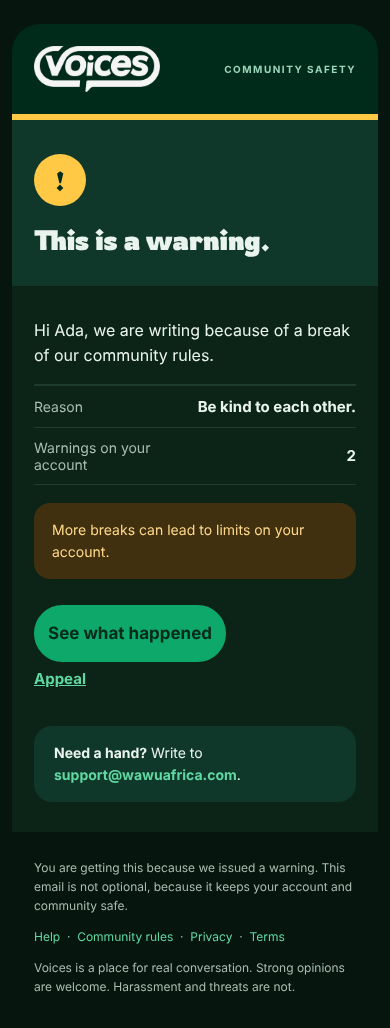 voices
COMMUNITY SAFETY
!
This is a warning.
Hi Ada, we are writing because of a break
of our community rules.
Reason Be kind to each other.
Warnings on your
account 2
More breaks can lead to limits on your
account.
See what happened
Appeal
Need a hand? Write to
support@wawuafrica.com.
You are getting this because we issued a warning. This
email is not optional, because it keeps your account and
community safe.
Help · Community rules · Privacy · Terms
Voices is a place for real conversation. Strong opinions
are welcome. Harassment and threats are not.